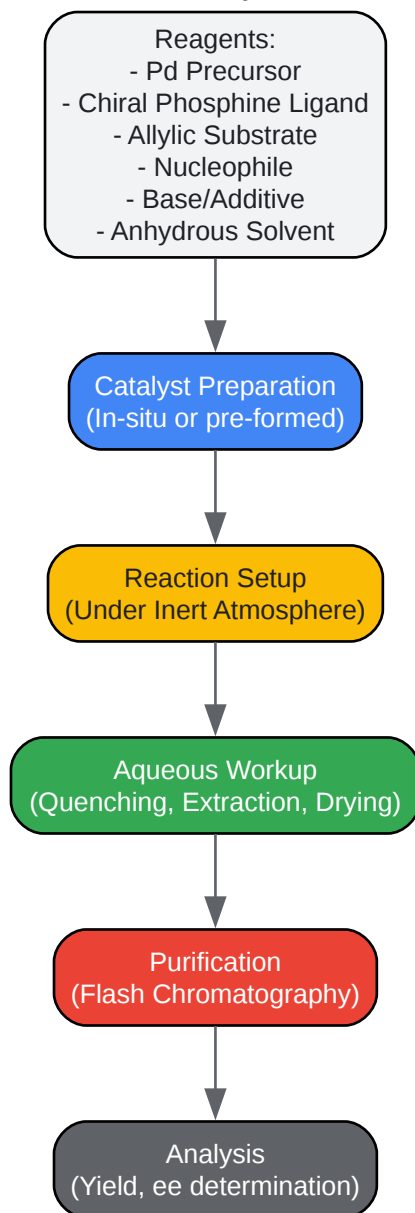 Reagents:
- Pd Precursor
- Chiral Phosphine Ligand
- Allylic Substrate
- Nucleophile
- Base/Additive
- Anhydrous Solvent
Catalyst Preparation
(In-situ or pre-formed)
Reaction Setup
(Under Inert Atmosphere)
Aqueous Workup
(Quenching, Extraction, Drying)
Purification
(Flash Chromatography)
Analysis
(Yield, ee determination)